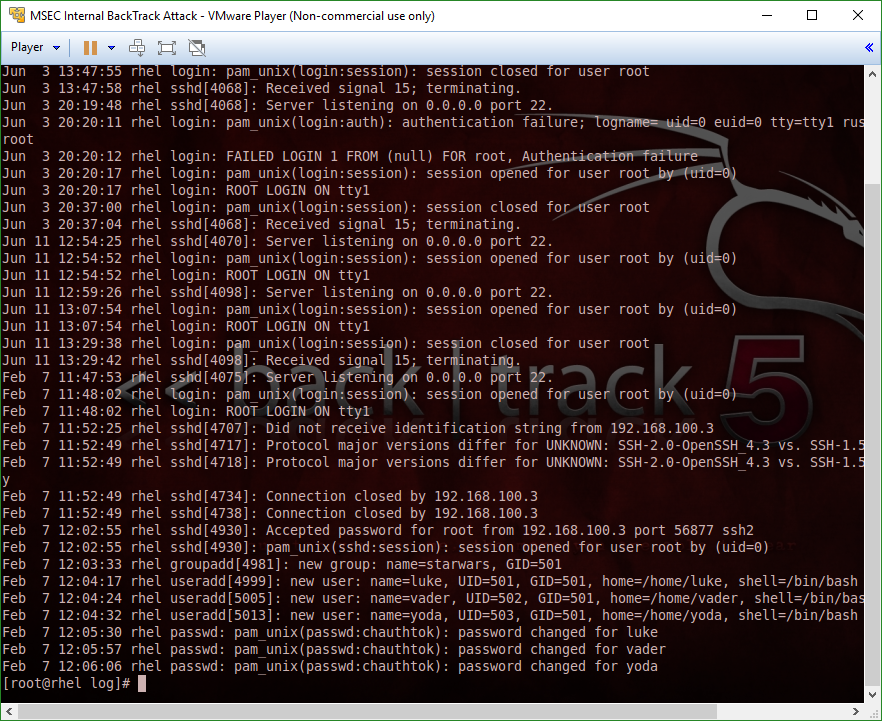 MSEC Internal BackTrack Attack - VMware Player (Non-commercial use only)
Player
Jun  3 13:47:55 rhel login: pam_unix(login:session): session closed for user root
Jun  3 13:47:58 rhel sshd[4068]: Received signal 15; terminating.
Jun  3 20:19:48 rhel sshd[4068]: Server listening on 0.0.0.0 port 22.
Jun  3 20:20:11 rhel login: pam_unix(login:auth): authentication failure; logname= uid=0 euid=0 tty=tty1 rus
root
Jun  3 20:20:12 rhel login: FAILED LOGIN 1 FROM (null) FOR root, Authentication failure
Jun  3 20:20:17 rhel login: pam_unix(login:session): session opened for user root by (uid=0)
Jun  3 20:20:17 rhel login: ROOT LOGIN ON tty1
Jun  3 20:37:00 rhel login: pam_unix(login:session): session closed for user root
Jun  3 20:37:04 rhel sshd[4068]: Received signal 15; terminating.
Jun 11 12:54:25 rhel sshd[4070]: Server listening on 0.0.0.0 port 22.
Jun 11 12:54:52 rhel login: pam_unix(login:session): session opened for user root by (uid=0)
Jun 11 12:54:52 rhel login: ROOT LOGIN ON tty1
Jun 11 12:59:26 rhel sshd[4098]: Server listening on 0.0.0.0 port 22.
Jun 11 13:07:54 rhel login: pam_unix(login:session): session opened for user root by (uid=0)
Jun 11 13:07:54 rhel login: ROOT LOGIN ON tty1
Jun 11 13:29:38 rhel login: pam_unix(login:session): session closed for user root
Jun 11 13:29:42 rhel sshd[4098]: Received signal 15; terminating.
Feb  7 11:47:53 rhel sshd[4075]: Server listening on 0.0.0.0 port 22.
Feb  7 11:48:02 rhel login: pam_unix(login:session): session opened for user root by (uid=0)
<< back | track 5
Feb  7 11:48:02 rhel login: ROOT LOGIN ON tty1
Feb  7 11:52:25 rhel sshd[4707]: Did not receive identification string from 192.168.100.3
Feb  7 11:52:49 rhel sshd[4717]: Protocol major versions differ for UNKNOWN: SSH-2.0-OpenSSH_4.3 vs. SSH-1.5
Feb  7 11:52:49 rhel sshd[4718]: Protocol major versions differ for UNKNOWN: SSH-2.0-OpenSSH_4.3 vs. SSH-1.5
y
Feb  7 11:52:49 rhel sshd[4734]: Connection closed by 192.168.100.3
Feb  7 11:52:49 rhel sshd[4738]: Connection closed by 192.168.100.3
Feb  7 12:02:55 rhel sshd[4930]: Accepted password for root from 192.168.100.3 port 56877 ssh2
Feb  7 12:02:55 rhel sshd[4930]: pam_unix(sshd:session): session opened for user root by (uid=0)
Feb  7 12:03:33 rhel groupadd[4981]: new group: name=starwars, GID=501
Feb  7 12:04:17 rhel useradd[4999]: new user: name=luke, UID=501, GID=501, home=/home/luke, shell=/bin/bash
Feb  7 12:04:24 rhel useradd[5005]: new user: name=vader, UID=502, GID=501, home=/home/vader, shell=/bin/bas
Feb  7 12:04:32 rhel useradd[5013]: new user: name=yoda, UID=503, GID=501, home=/home/yoda, shell=/bin/bash
Feb  7 12:05:30 rhel passwd: pam_unix(passwd:chauthtok): password changed for luke
Feb  7 12:05:57 rhel passwd: pam_unix(passwd:chauthtok): password changed for vader
Feb  7 12:06:06 rhel passwd: pam_unix(passwd:chauthtok): password changed for yoda
[root@rhel log]#